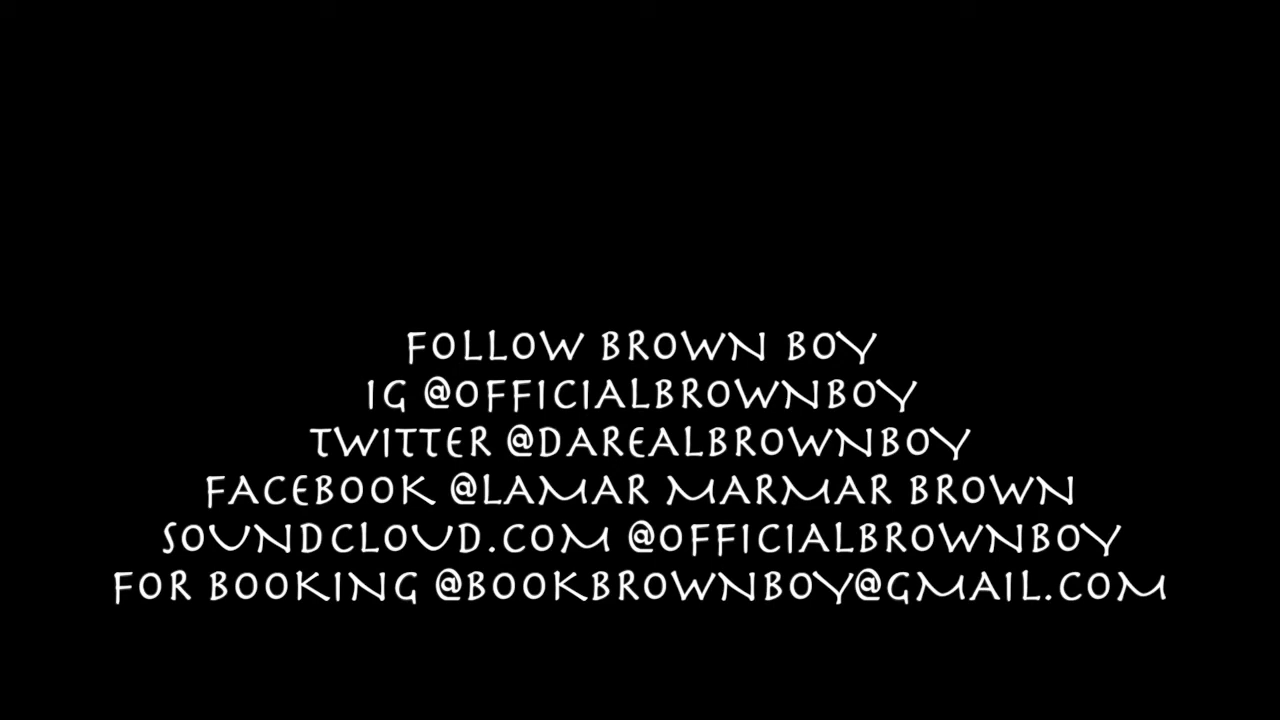 FOLLOW BROWN BOY
IG @OFFICIALBROWNBOY
TWITTER @DAREALBROWNBOY
FACEBOOK @LAMAR MARMAR BROWN
SOUNDCLOUD.COM @OFFICIALBROWNBOY
FOR BOOKING @BOOKBROWNBOY@GMAIL.COM